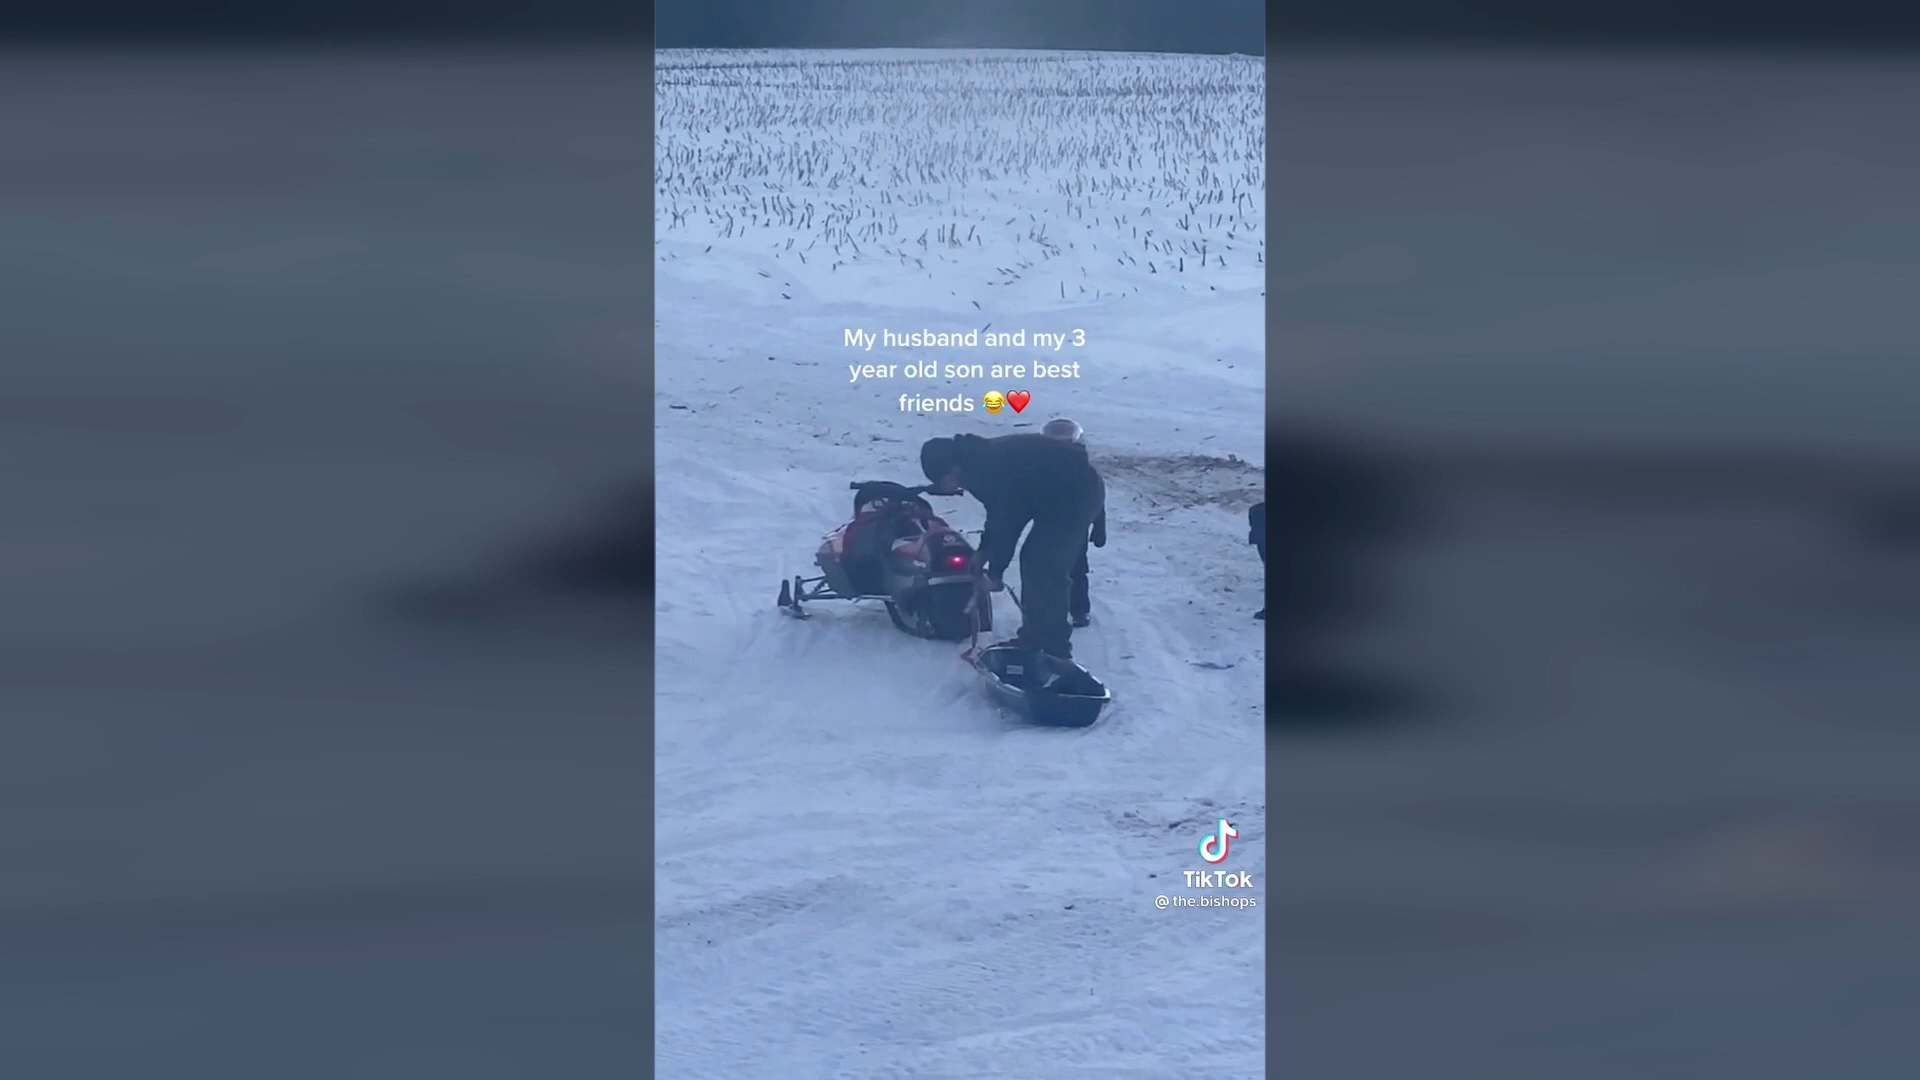 My husband and my 3
year old son are best
friends 😂❤️
TikTok
@the.bishops